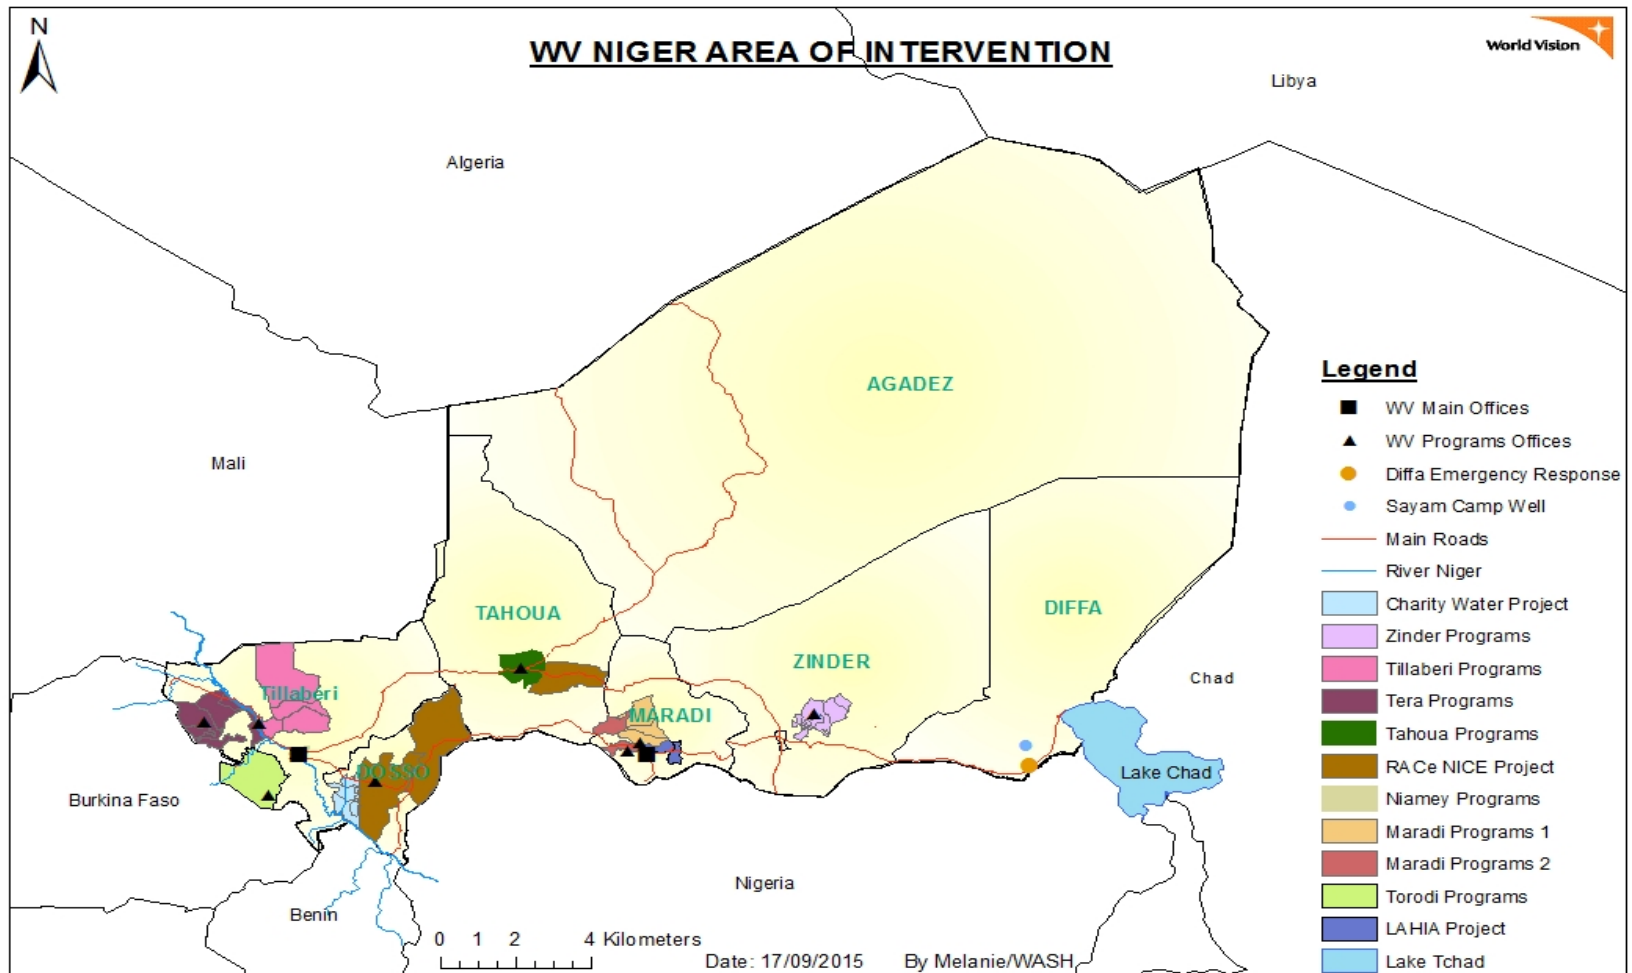 N
WV NIGER AREA OF INTERVENTION
World Vision
Libya
Algeria
AGADEZ
Mali
TAHOUA
DIFFA
ZINDER
Tillaberi
MARADI
Chad
DOSSO
Lake Chad
Burkina Faso
Nigeria
Benin
Legend
WV Main Offices
WV Programs Offices
Diffa Emergency Response
Sayam Camp Well
Main Roads
River Niger
Charity Water Project
Zinder Programs
Tillaberi Programs
Tera Programs
Tahoua Programs
RACe NICE Project
Niamey Programs
Maradi Programs 1
Maradi Programs 2
Torodi Programs
LAHIA Project
Lake Tchad
0 1 2 4 Kilometers
Date: 17/09/2015 By Melanie/WASH